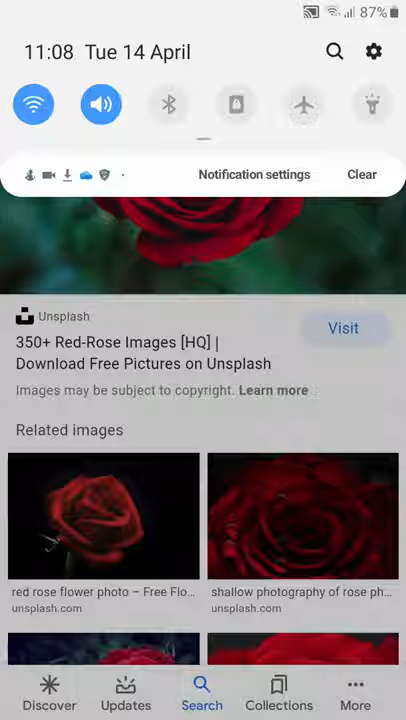 87%
11:08 Tue 14 April
Notification settings Clear
Unsplash
350+ Red-Rose Images [HQ] |
Download Free Pictures on Unsplash
Visit
Images may be subject to copyright. Learn more
Related images
red rose flower photo – Free Flo...
unsplash.com
shallow photography of rose ph...
unsplash.com
Discover Updates Search Collections More